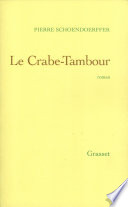 PIERRE SCHOENDOERFFER
Le Crabe-Tambour
roman
Grasset